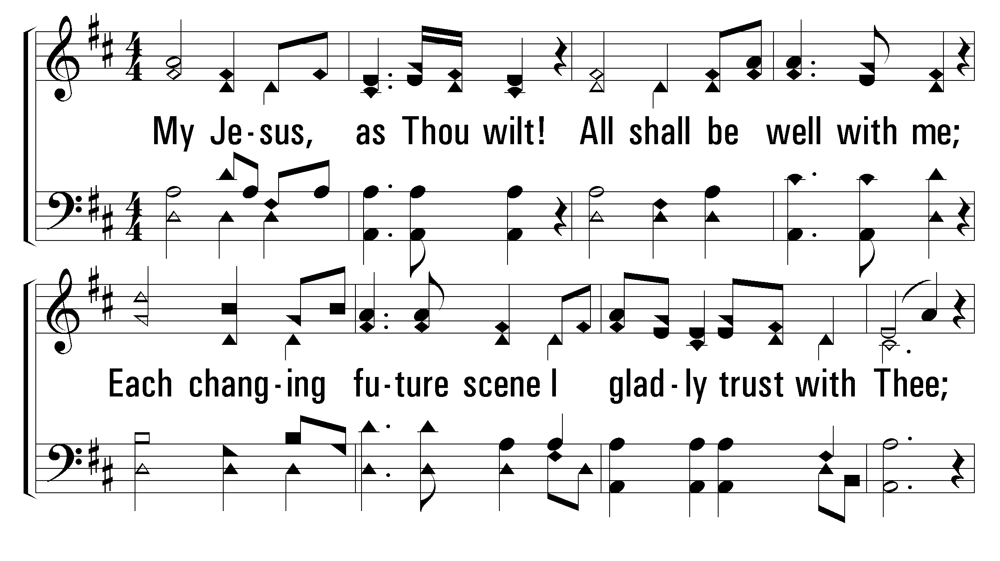 My Je-sus, as Thou wilt! All shall be well with me;
Each chang-ing fu-ture scene I glad-ly trust with Thee;